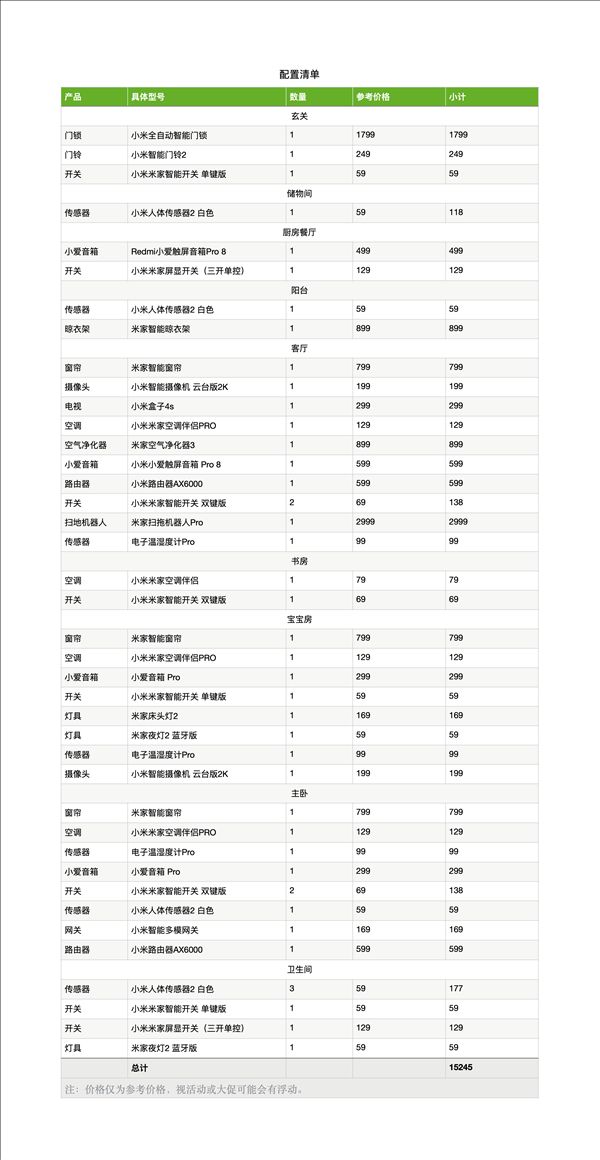 配置清单
产品 具体型号 数量 参考价格 小计
玄关
门锁 小米全自动智能门锁 1 1799 1799
门铃 小米智能门铃2 1 249 249
开关 小米米家智能开关 单键版 1 59 59
储物间
传感器 小米人体传感器2 白色 1 59 118
厨房餐厅
小爱音箱 Redmi小爱触屏音箱Pro 8 1 499 499
开关 小米米家屏显开关（三开单控） 1 129 129
阳台
传感器 小米人体传感器2 白色 1 59 59
晾衣架 米家智能晾衣架 1 899 899
客厅
窗帘 米家智能窗帘 1 799 799
摄像头 小米智能摄像机 云台版2K 1 199 199
电视 小米盒子4s 1 299 299
空调 小米米家空调伴侣PRO 1 129 129
空气净化器 米家空气净化器3 1 899 899
小爱音箱 小米小爱触屏音箱 Pro 8 1 599 599
路由器 小米路由器AX6000 1 599 599
开关 小米米家智能开关 双键版 2 69 138
扫地机器人 米家扫拖机器人Pro 1 2999 2999
传感器 电子温湿度计Pro 1 99 99
书房
空调 小米米家空调伴侣 1 79 79
开关 小米米家智能开关 双键版 1 69 69
宝宝房
窗帘 米家智能窗帘 1 799 799
空调 小米米家空调伴侣PRO 1 129 129
小爱音箱 小爱音箱 Pro 1 299 299
开关 小米米家智能开关 单键版 1 59 59
灯具 米家床头灯2 1 169 169
灯具 米家夜灯2 蓝牙版 1 59 59
传感器 电子温湿度计Pro 1 99 99
摄像头 小米智能摄像机 云台版2K 1 199 199
主卧
窗帘 米家智能窗帘 1 799 799
空调 小米米家空调伴侣PRO 1 129 129
传感器 电子温湿度计Pro 1 99 99
小爱音箱 小爱音箱 Pro 1 299 299
开关 小米米家智能开关 双键版 2 69 138
传感器 小米人体传感器2 白色 1 59 59
网关 小米智能多模网关 1 169 169
路由器 小米路由器AX6000 1 599 599
卫生间
传感器 小米人体传感器2 白色 3 59 177
开关 小米米家智能开关 单键版 1 59 59
开关 小米米家屏显开关（三开单控） 1 129 129
灯具 米家夜灯2 蓝牙版 1 59 59
总计 15245
注：价格仅为参考价格，视活动或大促可能会有浮动。